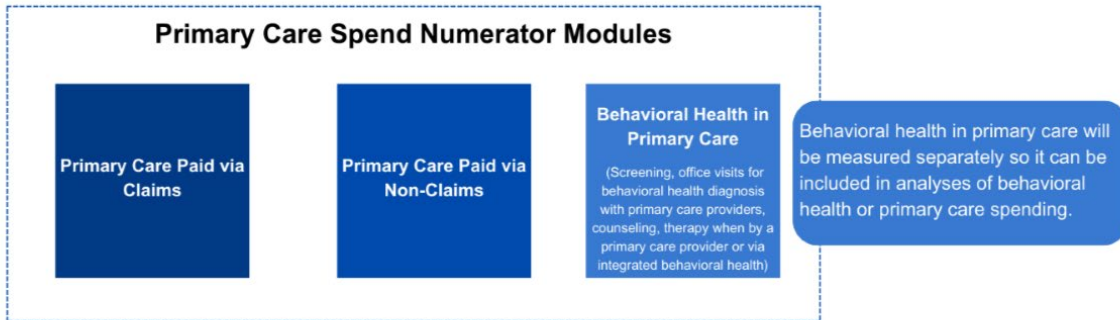 Primary Care Spend Numerator Modules
Primary Care Paid via
Claims
Primary Care Paid via
Non-Claims
Behavioral Health in
Primary Care
(Screening, office visits for
behavioral health diagnosis
with primary care providers,
counseling, therapy when by a
primary care provider or via
integrated behavioral health)
Behavioral health in primary care will
be measured separately so it can be
included in analyses of behavioral
health or primary care spending.